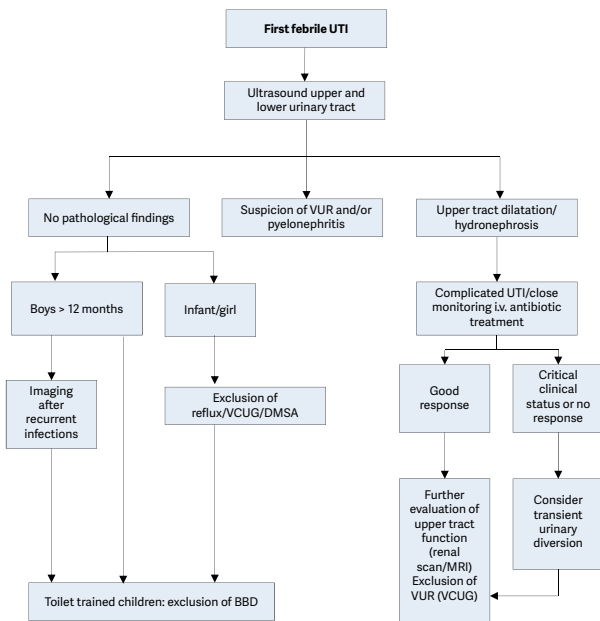 First febrile UTI
Ultrasound upper and
lower urinary tract
No pathological findings
Suspicion of VUR and/or
pyelonephritis
Upper tract dilatation/
hydronephrosis
Boys > 12 months
Infant/girl
Complicated UTI/close
monitoring i.v. antibiotic
treatment
Imaging
after
recurrent
infections
Exclusion of
reflux/VCUG/DMSA
Good
response
Critical
clinical
status or no
response
Further
evaluation of
upper tract
function
(renal
scan/MRI)
Exclusion of
VUR (VCUG)
Consider
transient
urinary
diversion
Toilet trained children: exclusion of BBD